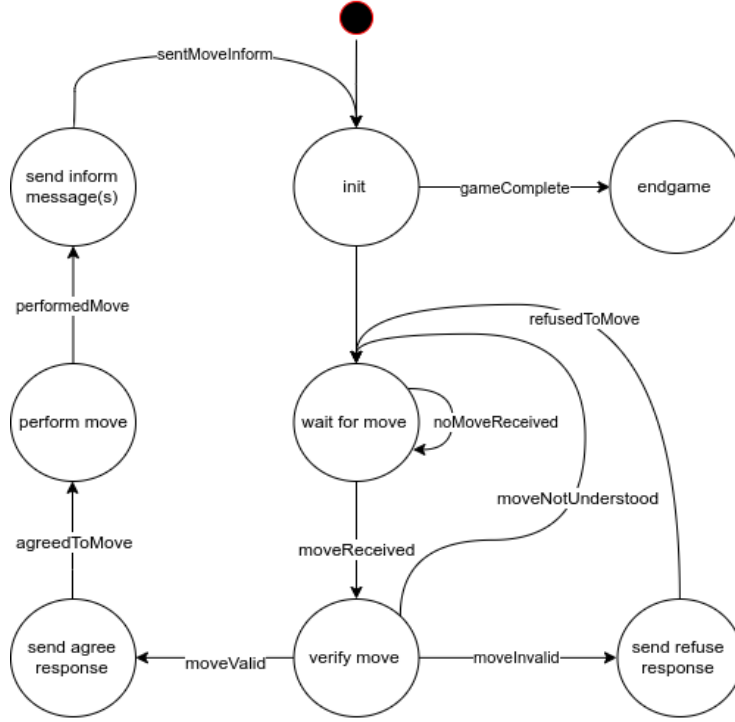 sentMoveInform
send inform
message(s)
init
gameComplete
endgame
performedMove
refusedToMove
perform move
wait for move
noMoveReceived
moveNotUnderstood
agreedToMove
moveReceived
send agree
response
moveValid
verify move
moveInvalid
send refuse
response